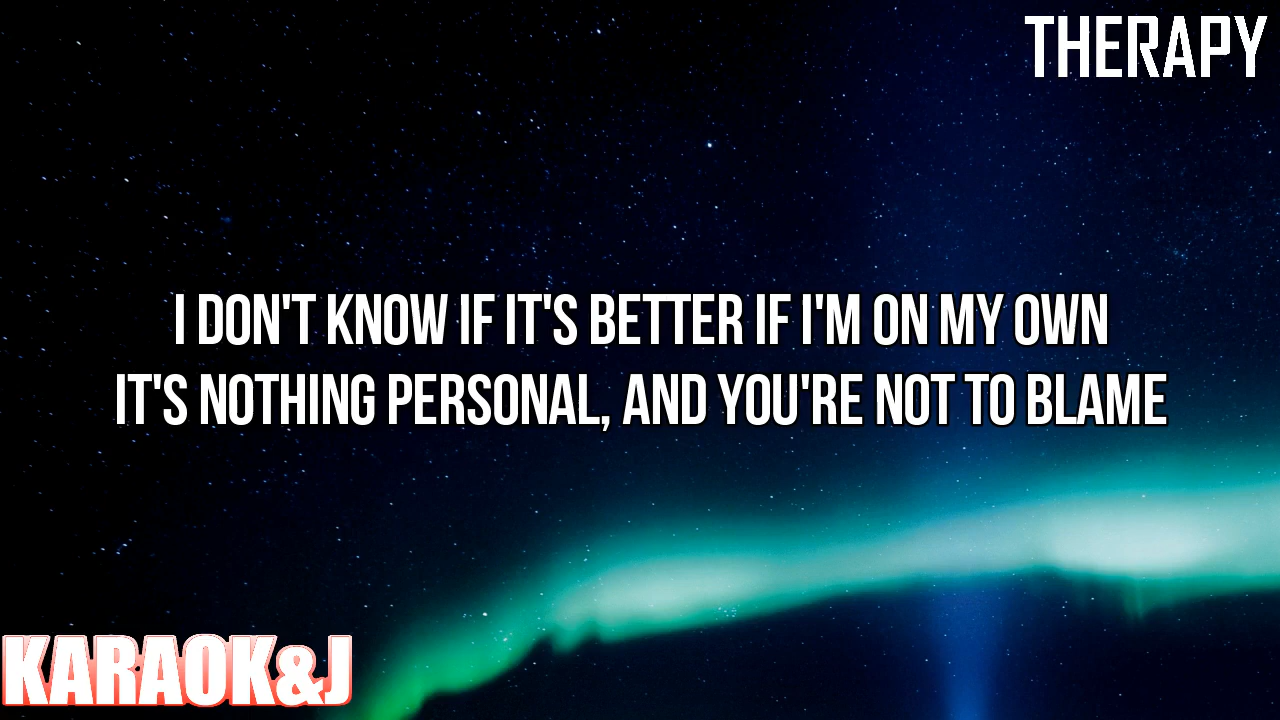 THERAPY
I DON'T KNOW IF IT'S BETTER IF I'M ON MY OWN
IT'S NOTHING PERSONAL, AND YOU'RE NOT TO BLAME
KARAOK&J